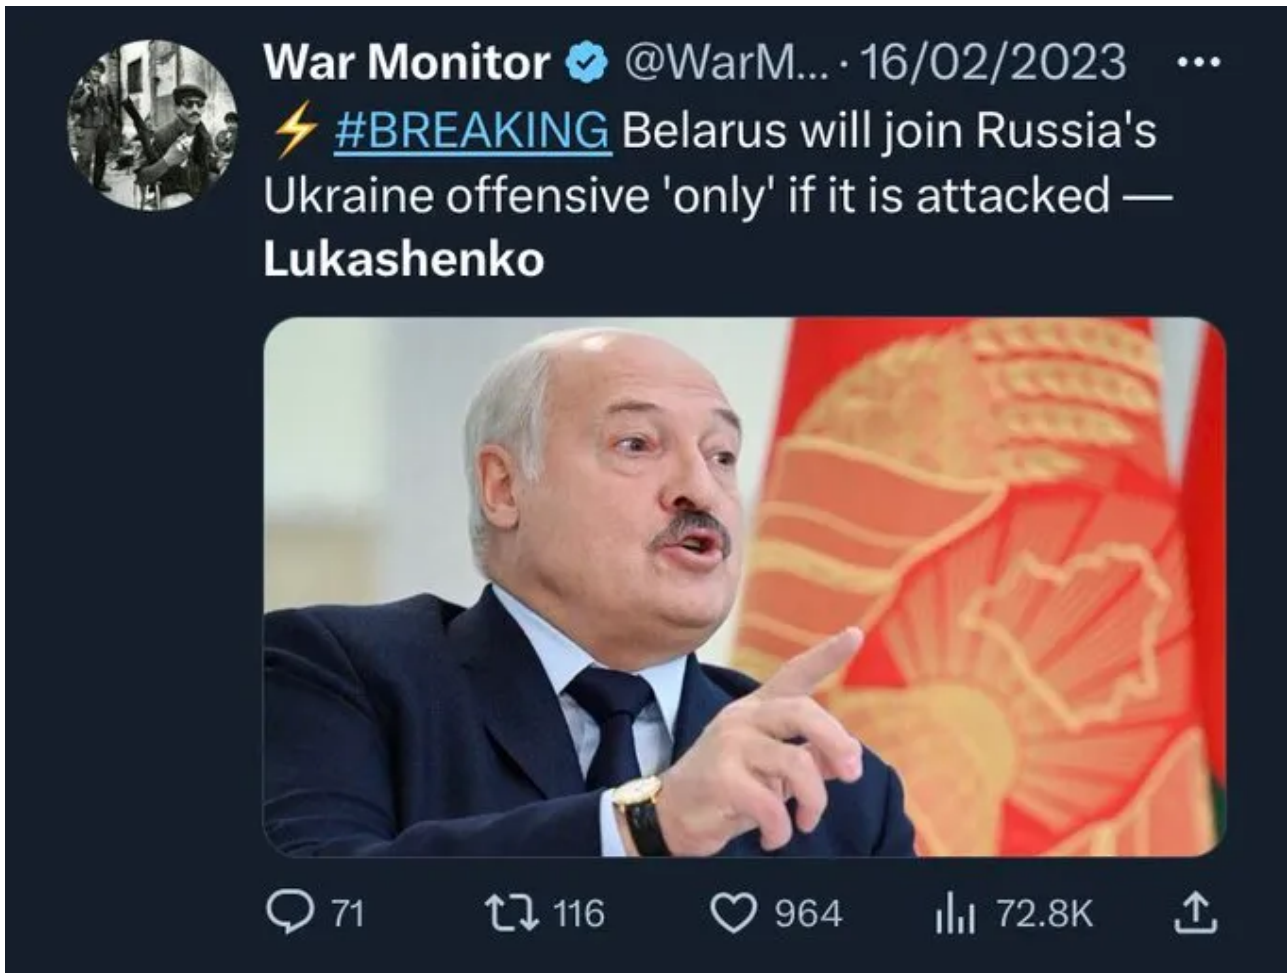 War Monitor @WarM... · 16/02/2023
⚡ #BREAKING Belarus will join Russia's
Ukraine offensive 'only' if it is attacked —
Lukashenko
71 116 964 72.8K